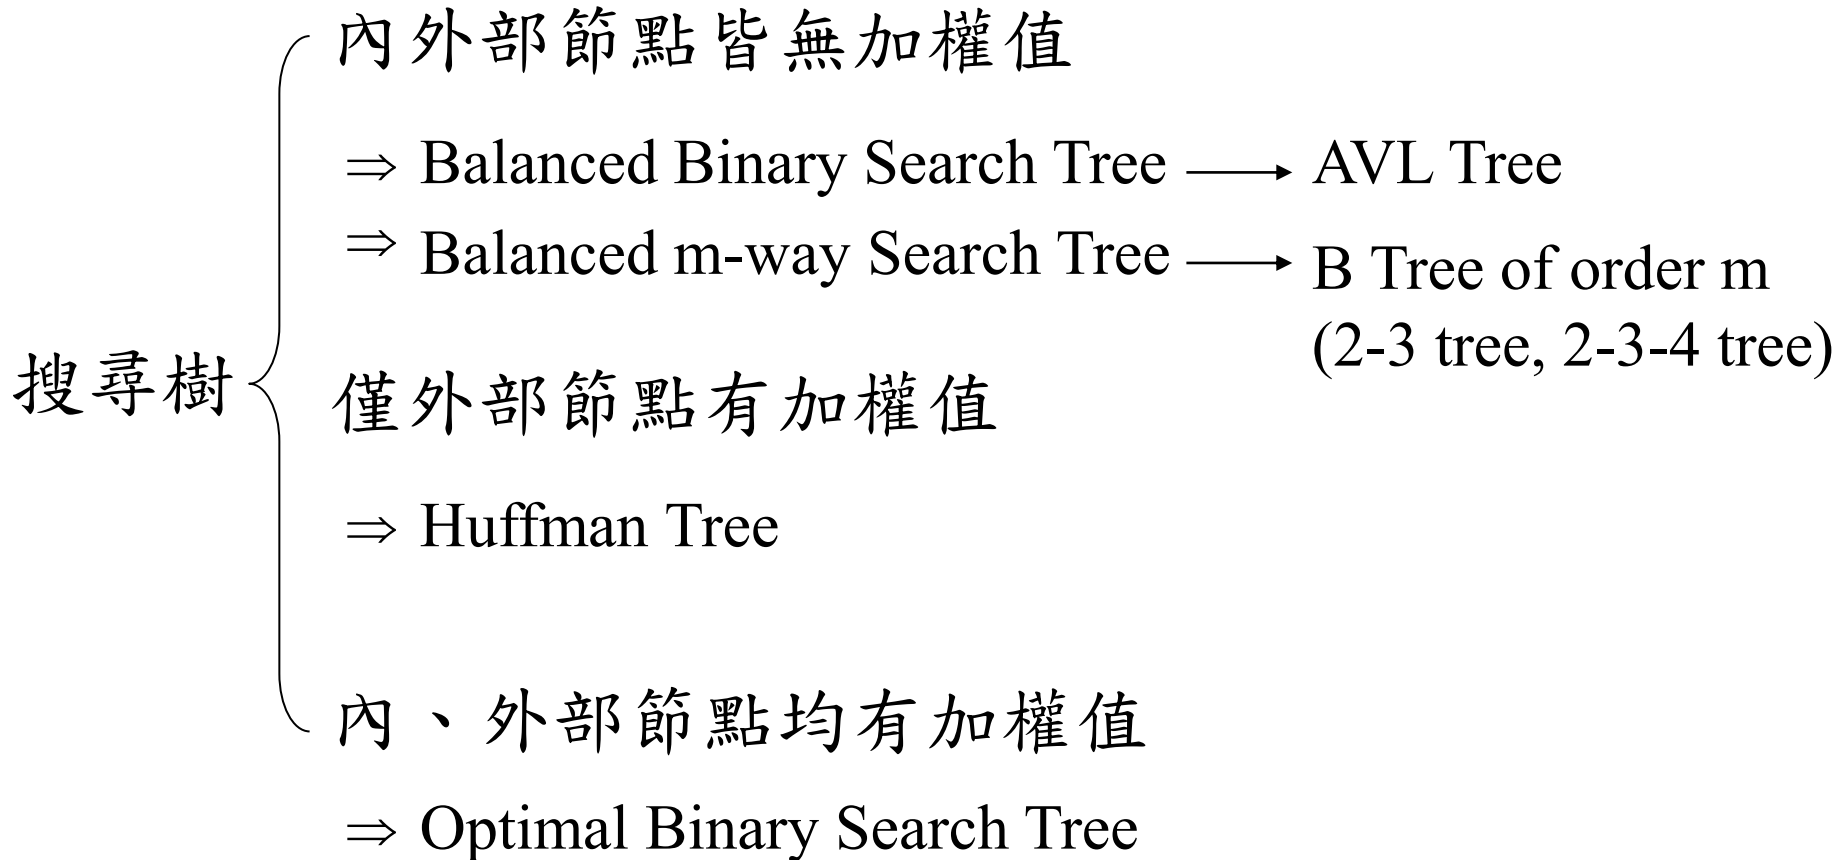 搜尋樹
內外部節點皆無加權值
⇒ Balanced Binary Search Tree → AVL Tree
⇒ Balanced m-way Search Tree → B Tree of order m
(2-3 tree, 2-3-4 tree)
僅外部節點有加權值
⇒ Huffman Tree
內、外部節點均有加權值
⇒ Optimal Binary Search Tree